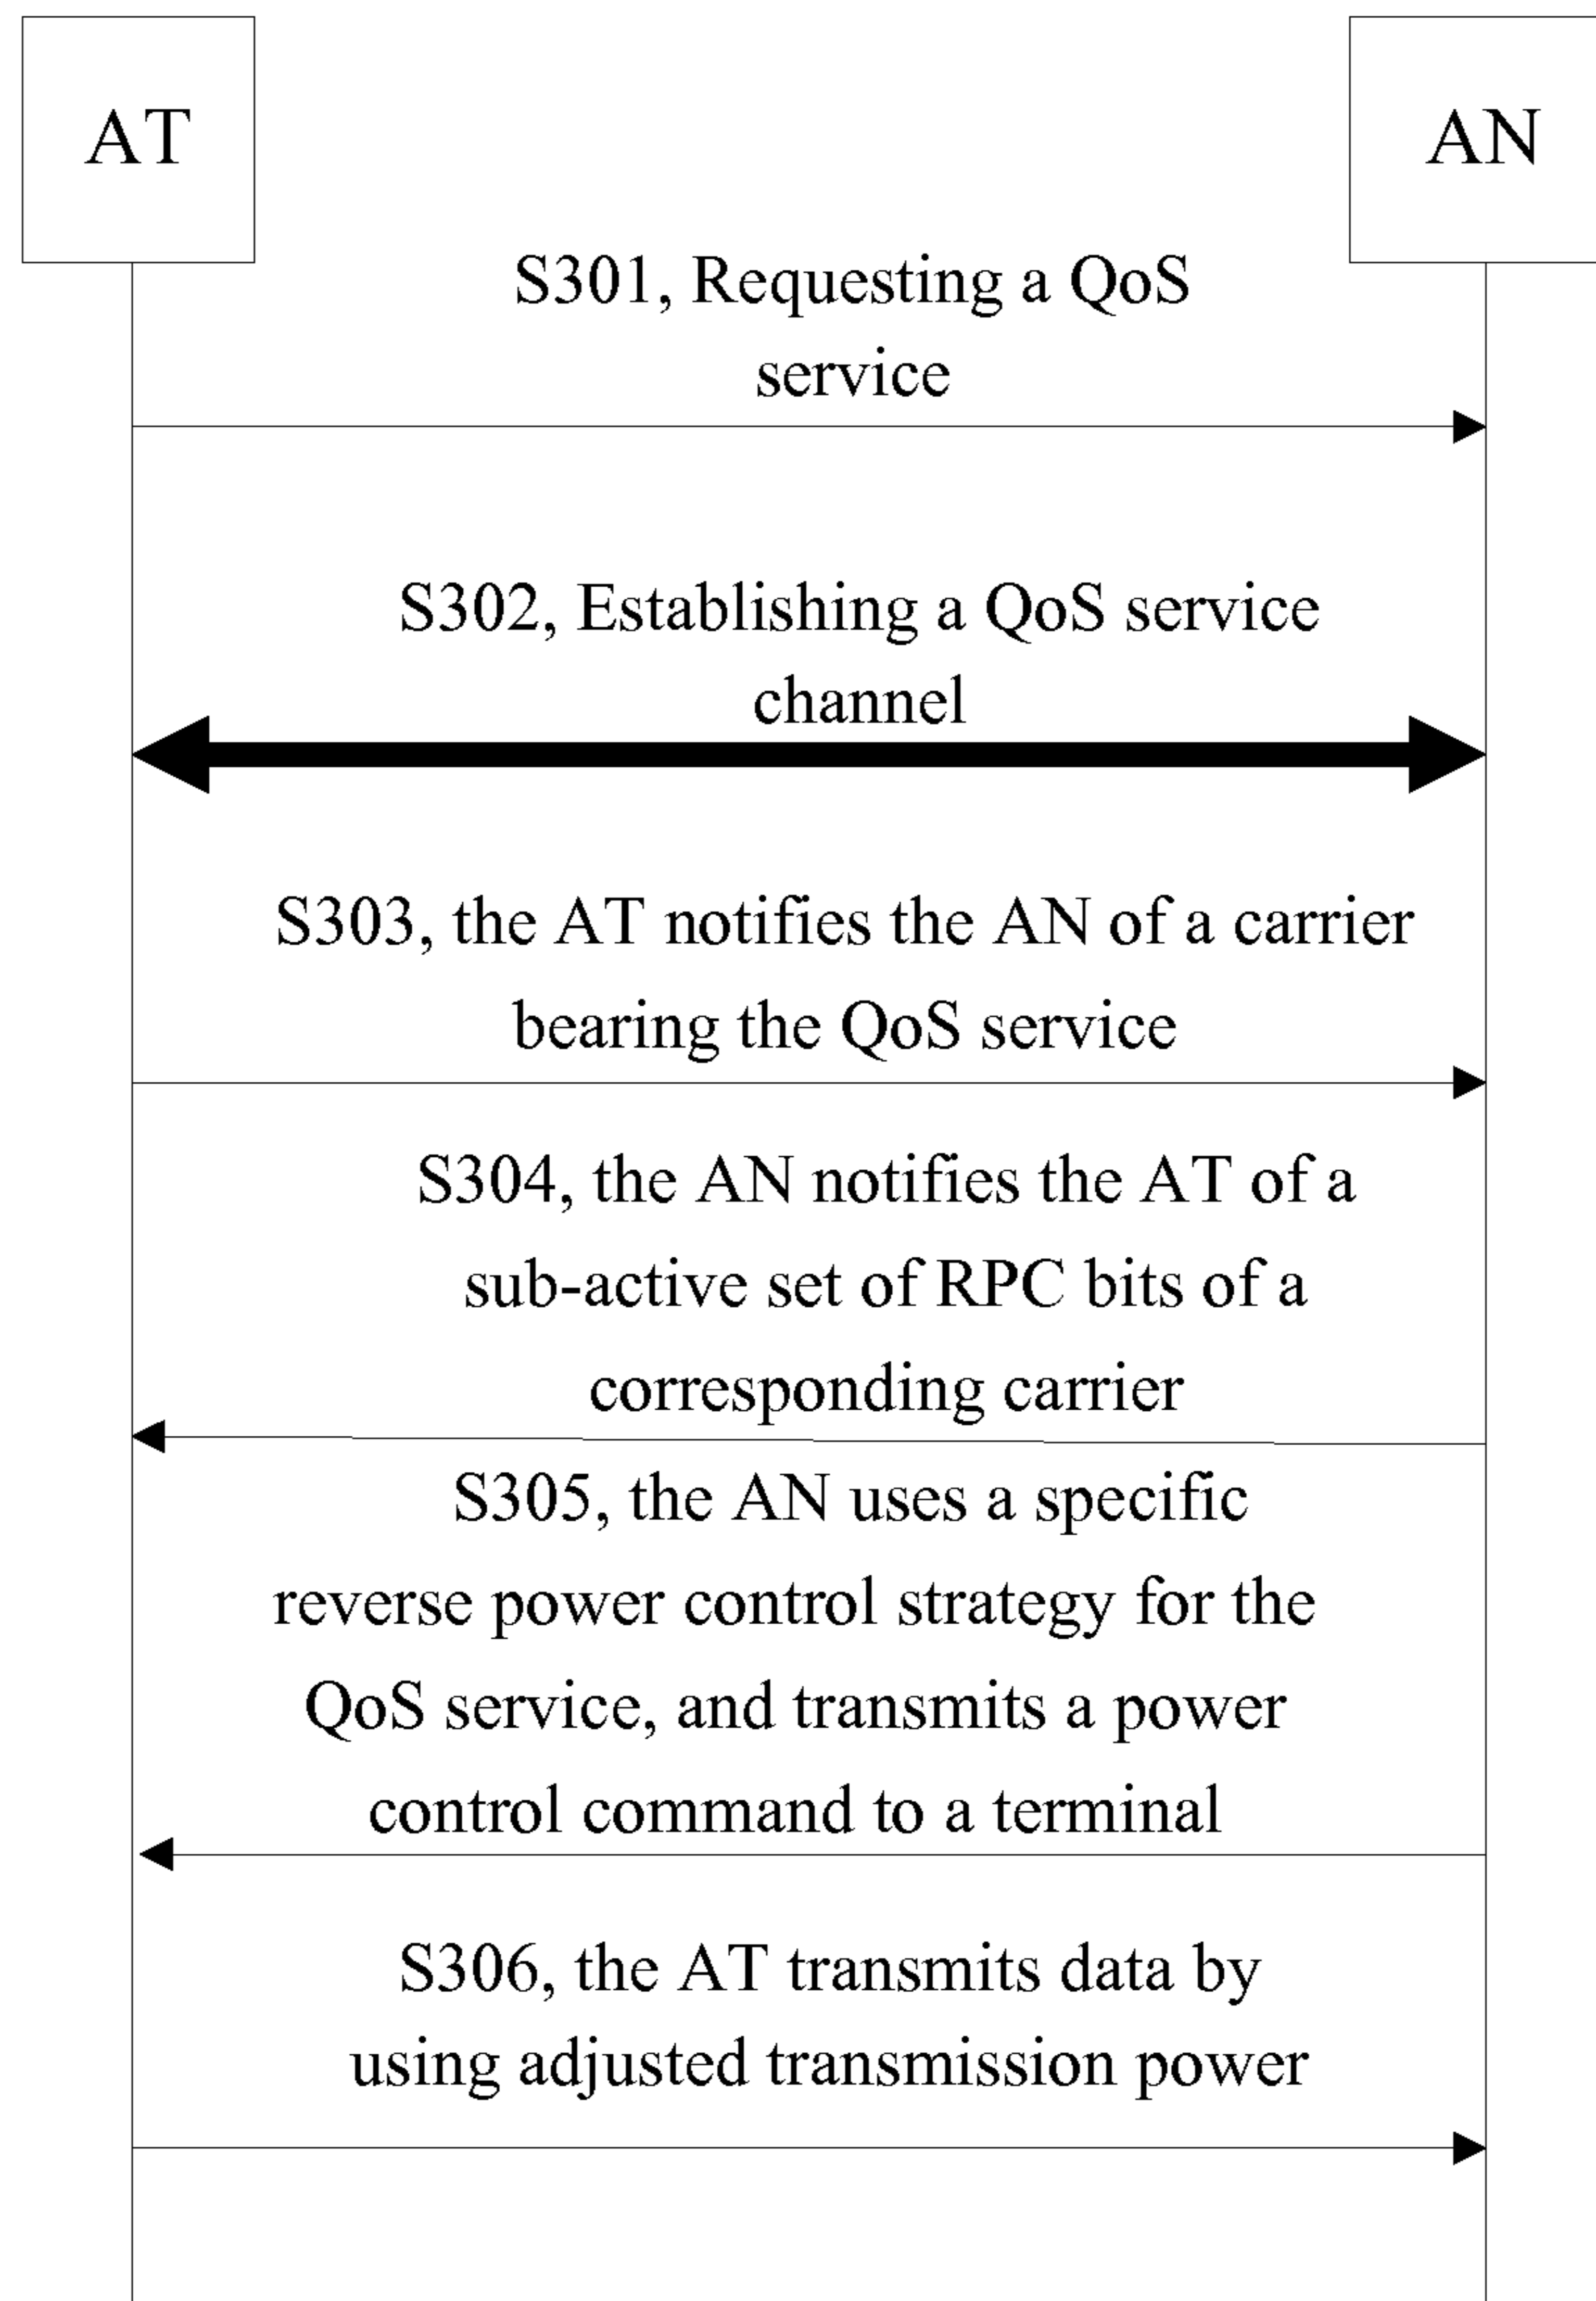 AT
AN
S301, Requesting a QoS
service
S302, Establishing a QoS service
channel
S303, the AT notifies the AN of a carrier
bearing the QoS service
S304, the AN notifies the AT of a
sub-active set of RPC bits of a
corresponding carrier
S305, the AN uses a specific
reverse power control strategy for the
QoS service, and transmits a power
control command to a terminal
S306, the AT transmits data by
using adjusted transmission power